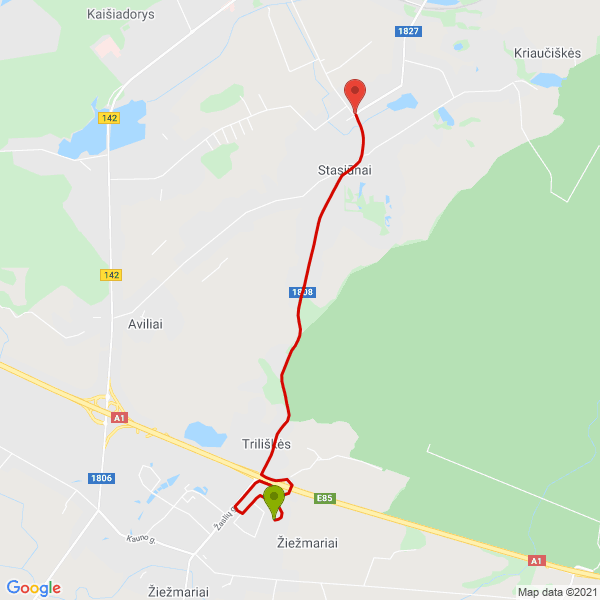 Kaišiadorys
1827
Kriaučiškės
142
Stasiūnai
142
1808
Aviliai
A1
Triliškės
1806
E85
Žaslių g.
Kauno g.
Žiežmariai
A1
Žiežmariai
Google
Map data ©2021